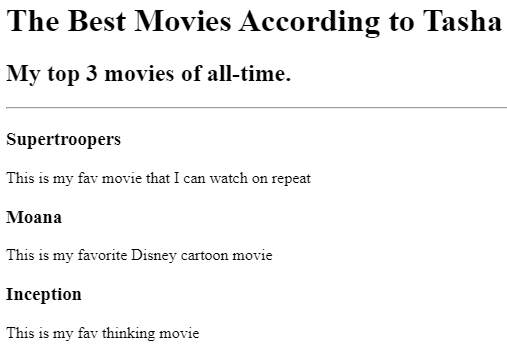 The Best Movies According to Tasha
My top 3 movies of all-time.
Supertroopers
This is my fav movie that I can watch on repeat
Moana
This is my favorite Disney cartoon movie
Inception
This is my fav thinking movie